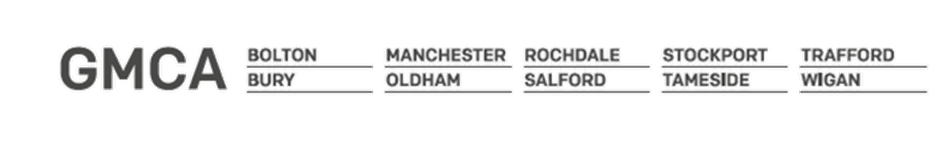 GMCA
BOLTON MANCHESTER ROCHDALE STOCKPORT TRAFFORD
BURY OLDHAM SALFORD TAMESIDE WIGAN